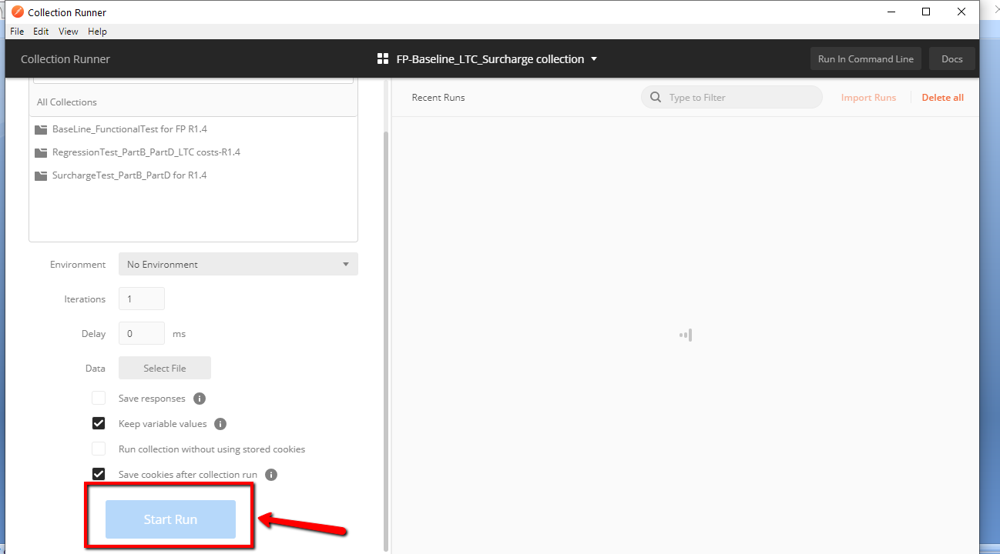 Collection Runner
File Edit View Help
Collection Runner
FP-Baseline_LTC_Surcharge collection
Run In Command Line
Docs
All Collections
BaseLine_FunctionalTest for FP R1.4
RegressionTest_PartB_PartD_LTC costs-R1.4
SurchargeTest_PartB_PartD for R1.4
Environment No Environment
Iterations 1
Delay 0 ms
Data Select File
Save responses
Keep variable values
Run collection without using stored cookies
Save cookies after collection run
Start Run
Recent Runs
Type to Filter
Import Runs
Delete all